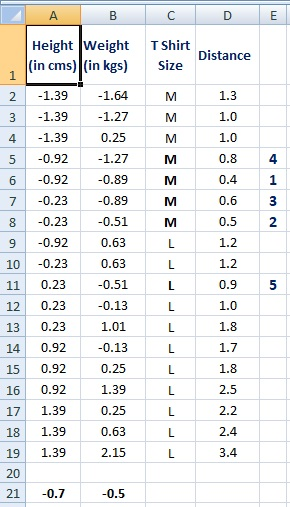 A B C D E
Height (in cms) Weight (in kgs) T Shirt Size Distance
1
2 -1.39 -1.64 M 1.3
3 -1.39 -1.27 M 1.0
4 -1.39 0.25 M 1.0
5 -0.92 -1.27 M 0.8 4
6 -0.92 -0.89 M 0.4 1
7 -0.23 -0.89 M 0.6 3
8 -0.23 -0.51 M 0.5 2
9 -0.92 0.63 L 1.2
10 -0.23 0.63 L 1.2
11 0.23 -0.51 L 0.9 5
12 0.23 -0.13 L 1.0
13 0.23 1.01 L 1.8
14 0.92 -0.13 L 1.7
15 0.92 0.25 L 1.8
16 0.92 1.39 L 2.5
17 1.39 0.25 L 2.2
18 1.39 0.63 L 2.4
19 1.39 2.15 L 3.4
20
21 -0.7 -0.5